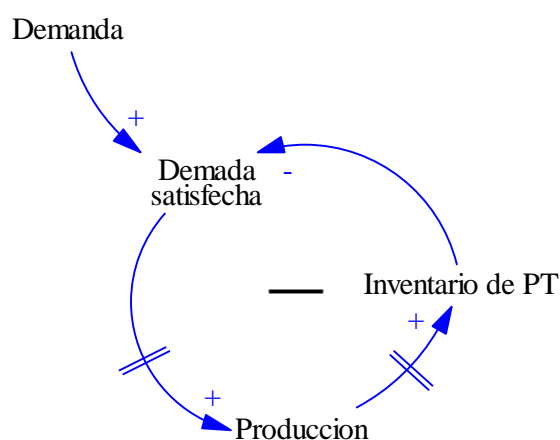 Demanda
+
Demada
satisfecha
-
Inventario de PT
+
+
Produccion